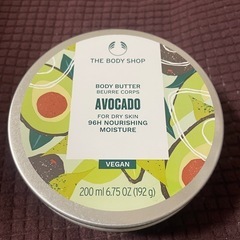 THE BODY SHOP
BODY BUTTER
BEURRE CORPS
AVOCADO
FOR DRY SKIN
96H NOURISHING
MOISTURE
VEGAN
200 ml 6.75 OZ (192 g)